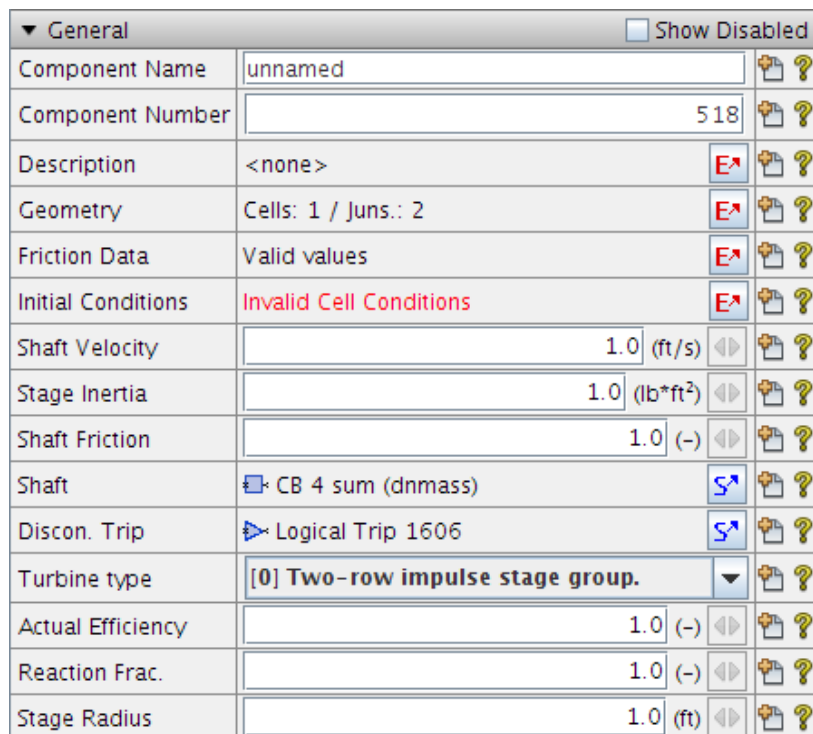 ▼ General Show Disabled
Component Name unnamed
Component Number 518
Description <none>
Geometry Cells: 1 / Juns.: 2
Friction Data Valid values
Initial Conditions Invalid Cell Conditions
Shaft Velocity 1.0 (ft/s)
Stage Inertia 1.0 (lb*ft²)
Shaft Friction 1.0 (-)
Shaft CB 4 sum (dnmass)
Discon. Trip Logical Trip 1606
Turbine type [0] Two-row impulse stage group.
Actual Efficiency 1.0 (-)
Reaction Frac. 1.0 (-)
Stage Radius 1.0 (ft)